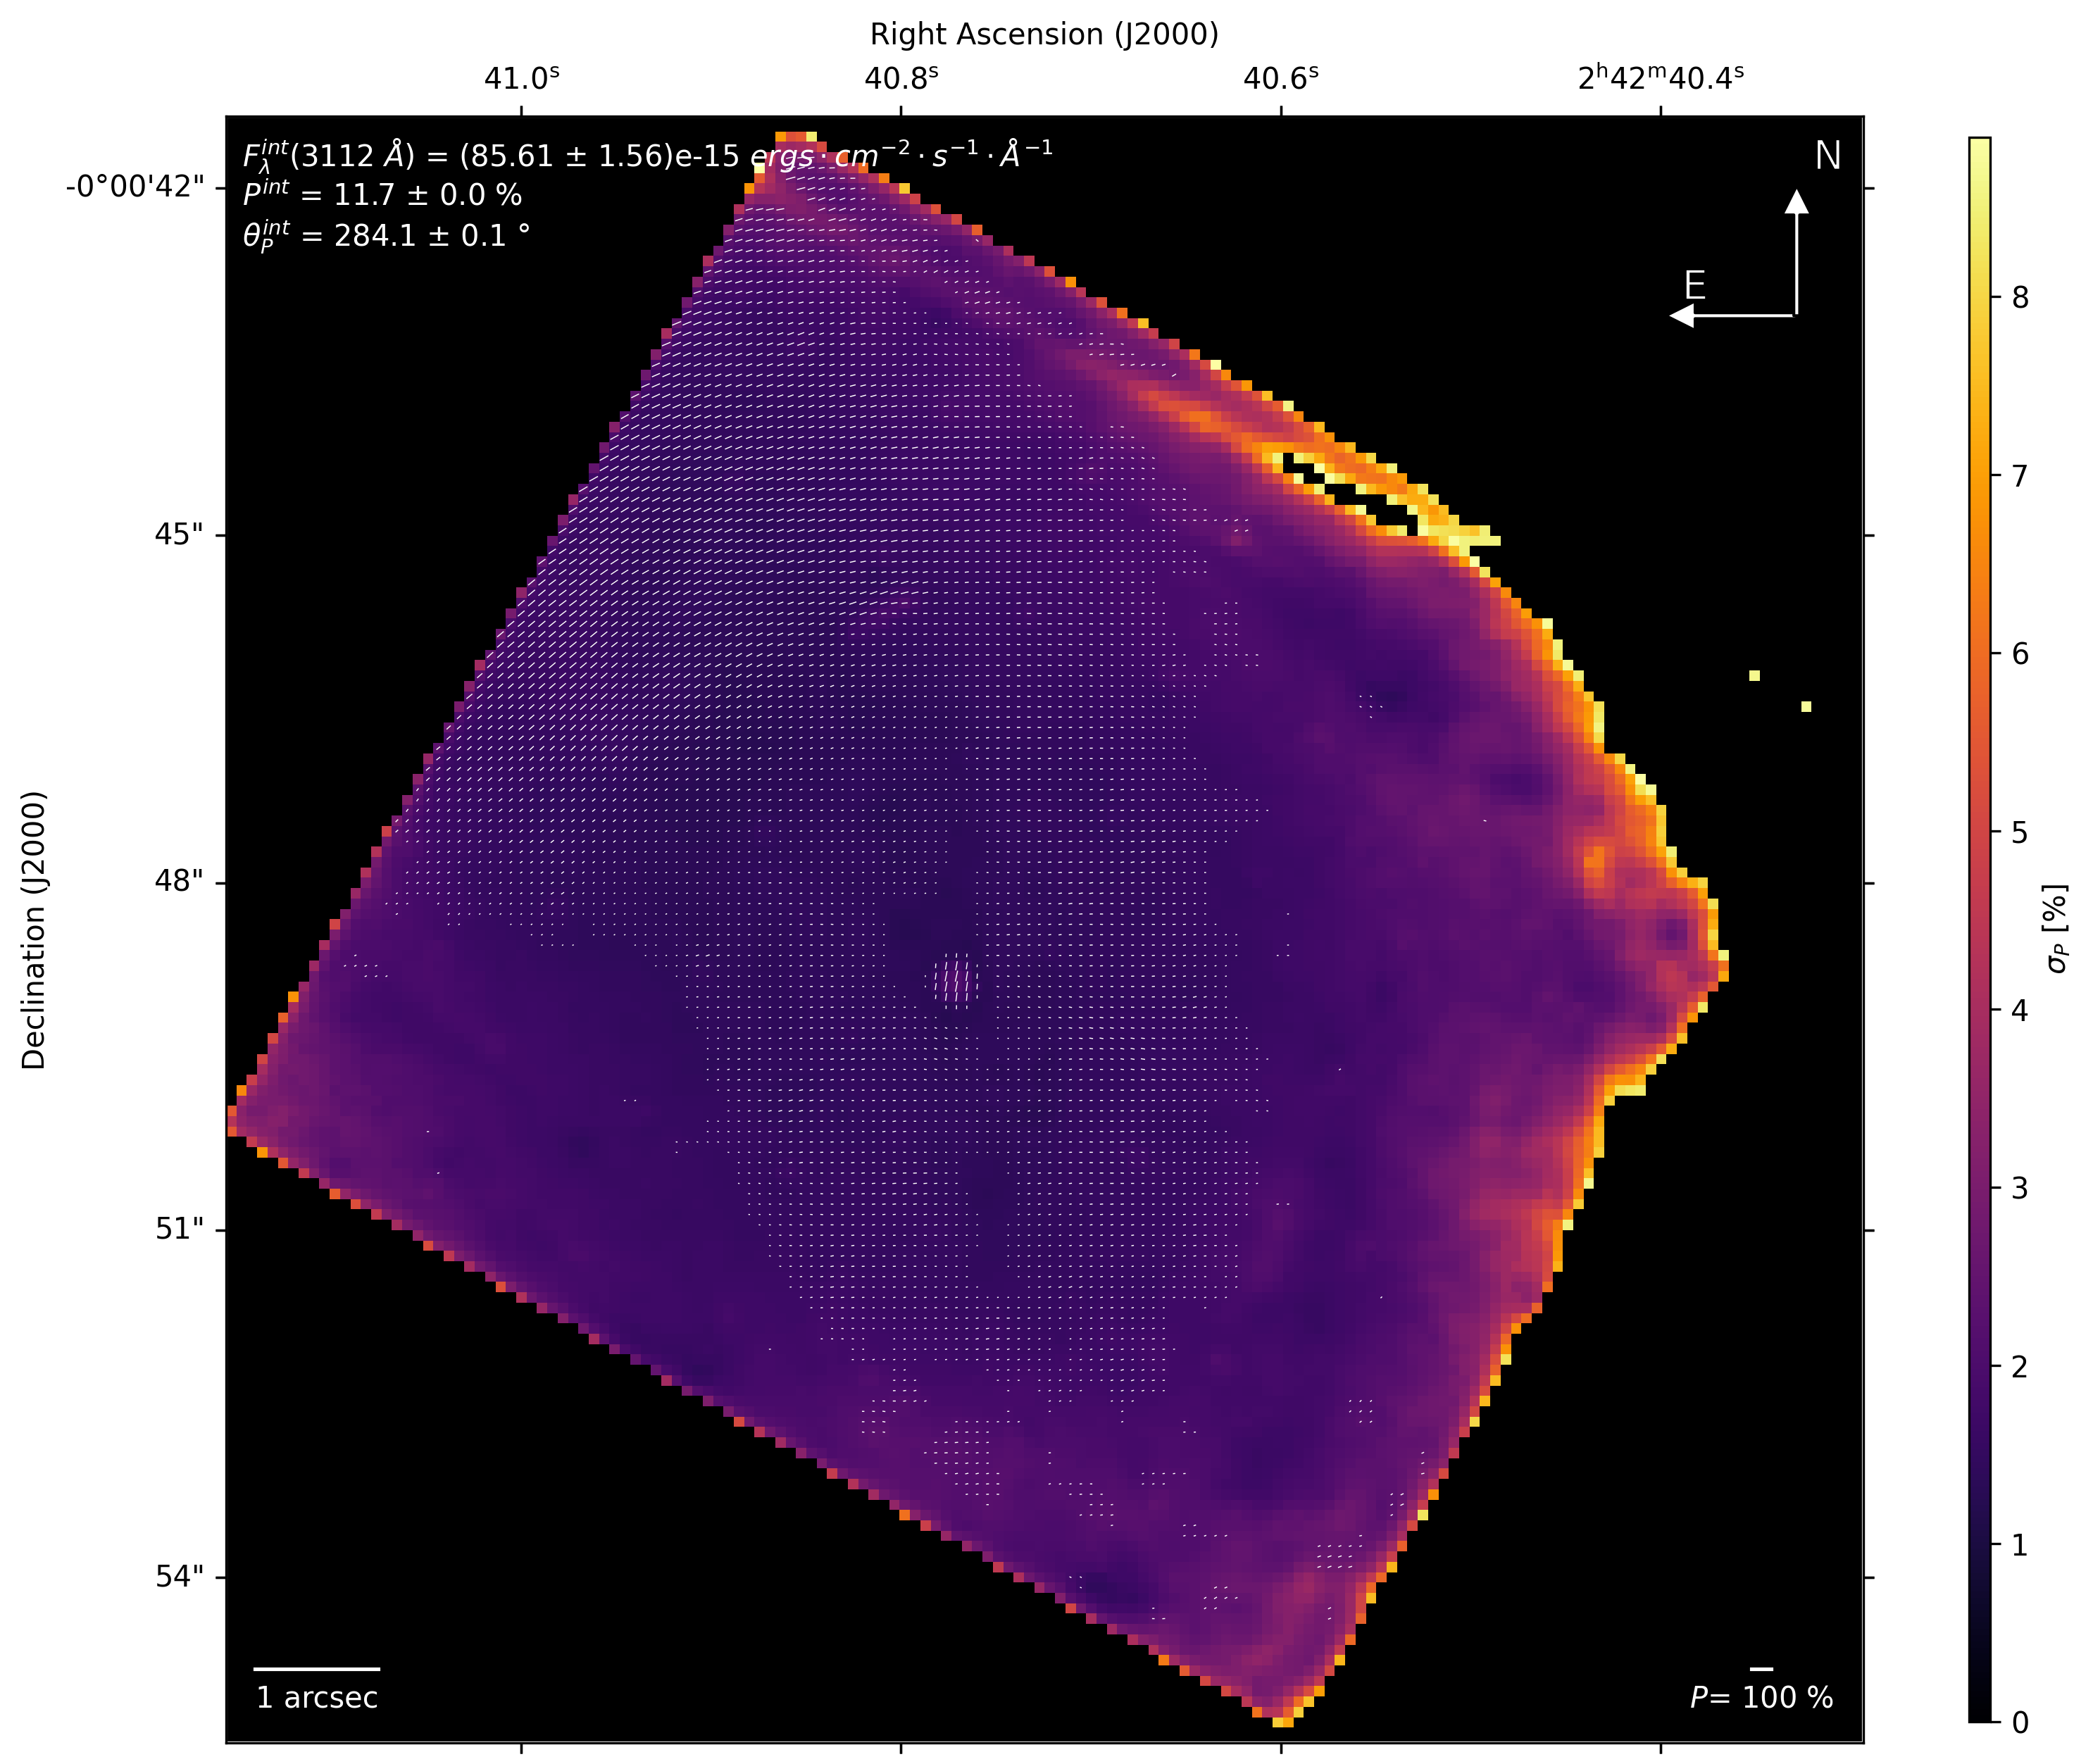 Right Ascension (J2000)
41.0ˢ 40.8ˢ 40.6ˢ 2ʰ42ᵐ40.4ˢ
F_λ^int(3112 Å) = (85.61 ± 1.56)e-15 ergs · cm⁻² · s⁻¹ · Å⁻¹
P^int = 11.7 ± 0.0 %
θ_P^int = 284.1 ± 0.1 °
N
E
-0°00'42"
45"
48"
51"
54"
Declination (J2000)
1 arcsec
P= 100 %
8
7
6
5
4
3
2
1
0
σ_P [%]